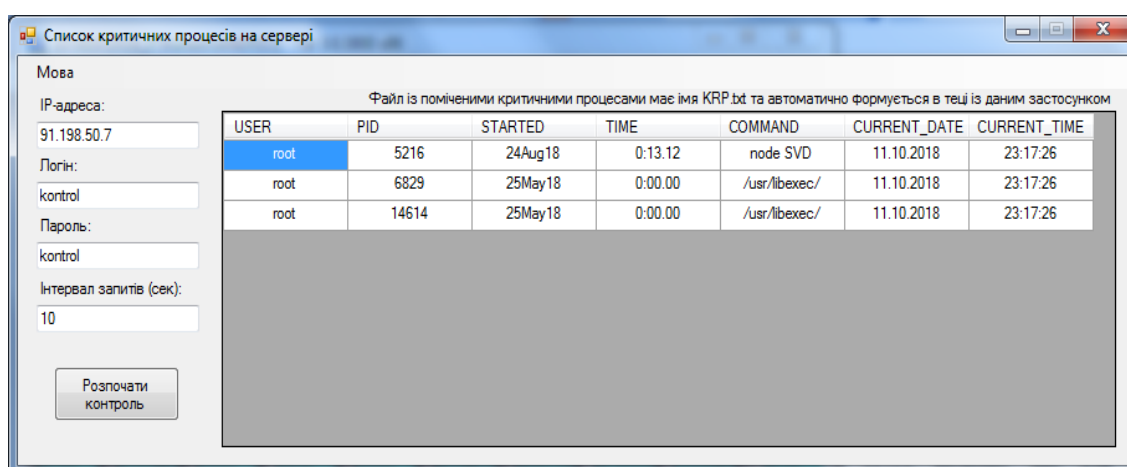 Список критичних процесів на сервері
Мова
Файл із поміченими критичними процесами має імя KRP.txt та автоматично формується в теці із даним застосунком
IP-адреса:
91.198.50.7
Логін:
kontrol
Пароль:
kontrol
Інтервал запитів (сек):
10
Розпочати
контроль
USER PID STARTED TIME COMMAND CURRENT_DATE CURRENT_TIME
root 5216 24Aug18 0:13.12 node SVD 11.10.2018 23:17:26
root 6829 25May18 0:00.00 /usr/libexec/ 11.10.2018 23:17:26
root 14614 25May18 0:00.00 /usr/libexec/ 11.10.2018 23:17:26